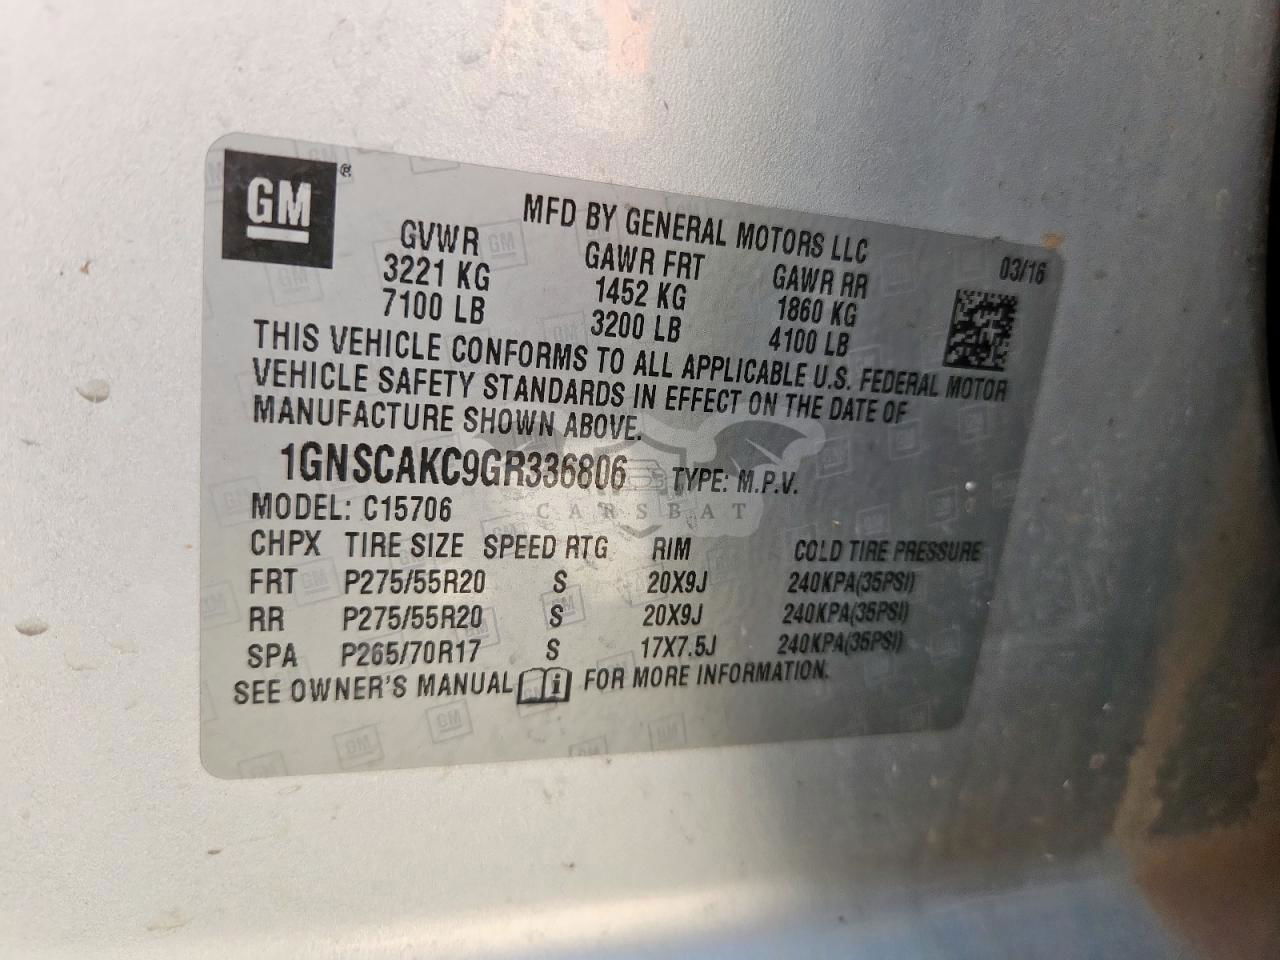 GM®
MFD BY GENERAL MOTORS LLC
03/16
GVWR GAWR FRT GAWR RR
3221 KG 1452 KG 1860 KG
7100 LB 3200 LB 4100 LB
THIS VEHICLE CONFORMS TO ALL APPLICABLE U.S. FEDERAL MOTOR
VEHICLE SAFETY STANDARDS IN EFFECT ON THE DATE OF
MANUFACTURE SHOWN ABOVE.
1GNSCAKC9GR336806 TYPE: M.P.V.
CARSBAT
MODEL: C15706
CHPX TIRE SIZE SPEED RTG RIM COLD TIRE PRESSURE
FRT P275/55R20 S 20X9J 240KPA(35PSI)
RR P275/55R20 S 20X9J 240KPA(35PSI)
SPA P265/70R17 S 17X7.5J 240KPA(35PSI)
SEE OWNER'S MANUAL i FOR MORE INFORMATION.